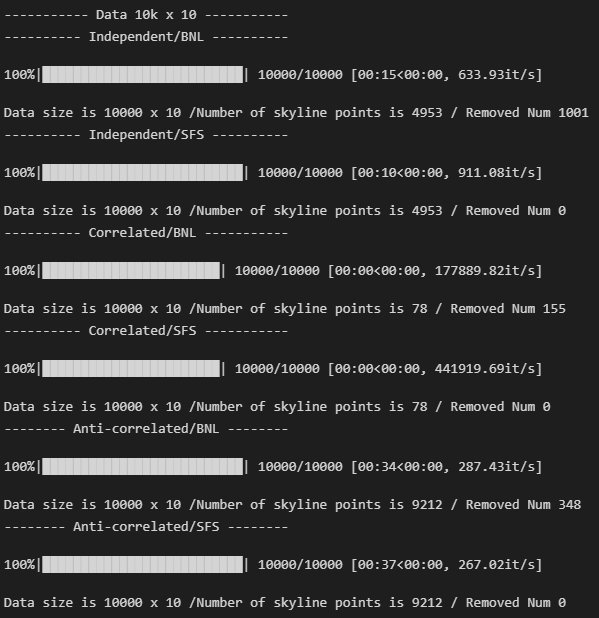 ----------- Data 10k x 10 -----------
---------- Independent/BNL ----------
100%|██████████████████████████| 10000/10000 [00:15<00:00, 633.93it/s]
Data size is 10000 x 10 /Number of skyline points is 4953 / Removed Num 1001
---------- Independent/SFS ----------
100%|██████████████████████████| 10000/10000 [00:10<00:00, 911.08it/s]
Data size is 10000 x 10 /Number of skyline points is 4953 / Removed Num 0
---------- Correlated/BNL -----------
100%|███████████████████████| 10000/10000 [00:00<00:00, 177889.82it/s]
Data size is 10000 x 10 /Number of skyline points is 78 / Removed Num 155
---------- Correlated/SFS -----------
100%|███████████████████████| 10000/10000 [00:00<00:00, 441919.69it/s]
Data size is 10000 x 10 /Number of skyline points is 78 / Removed Num 0
-------- Anti-correlated/BNL --------
100%|██████████████████████████| 10000/10000 [00:34<00:00, 287.43it/s]
Data size is 10000 x 10 /Number of skyline points is 9212 / Removed Num 348
-------- Anti-correlated/SFS --------
100%|██████████████████████████| 10000/10000 [00:37<00:00, 267.02it/s]
Data size is 10000 x 10 /Number of skyline points is 9212 / Removed Num 0